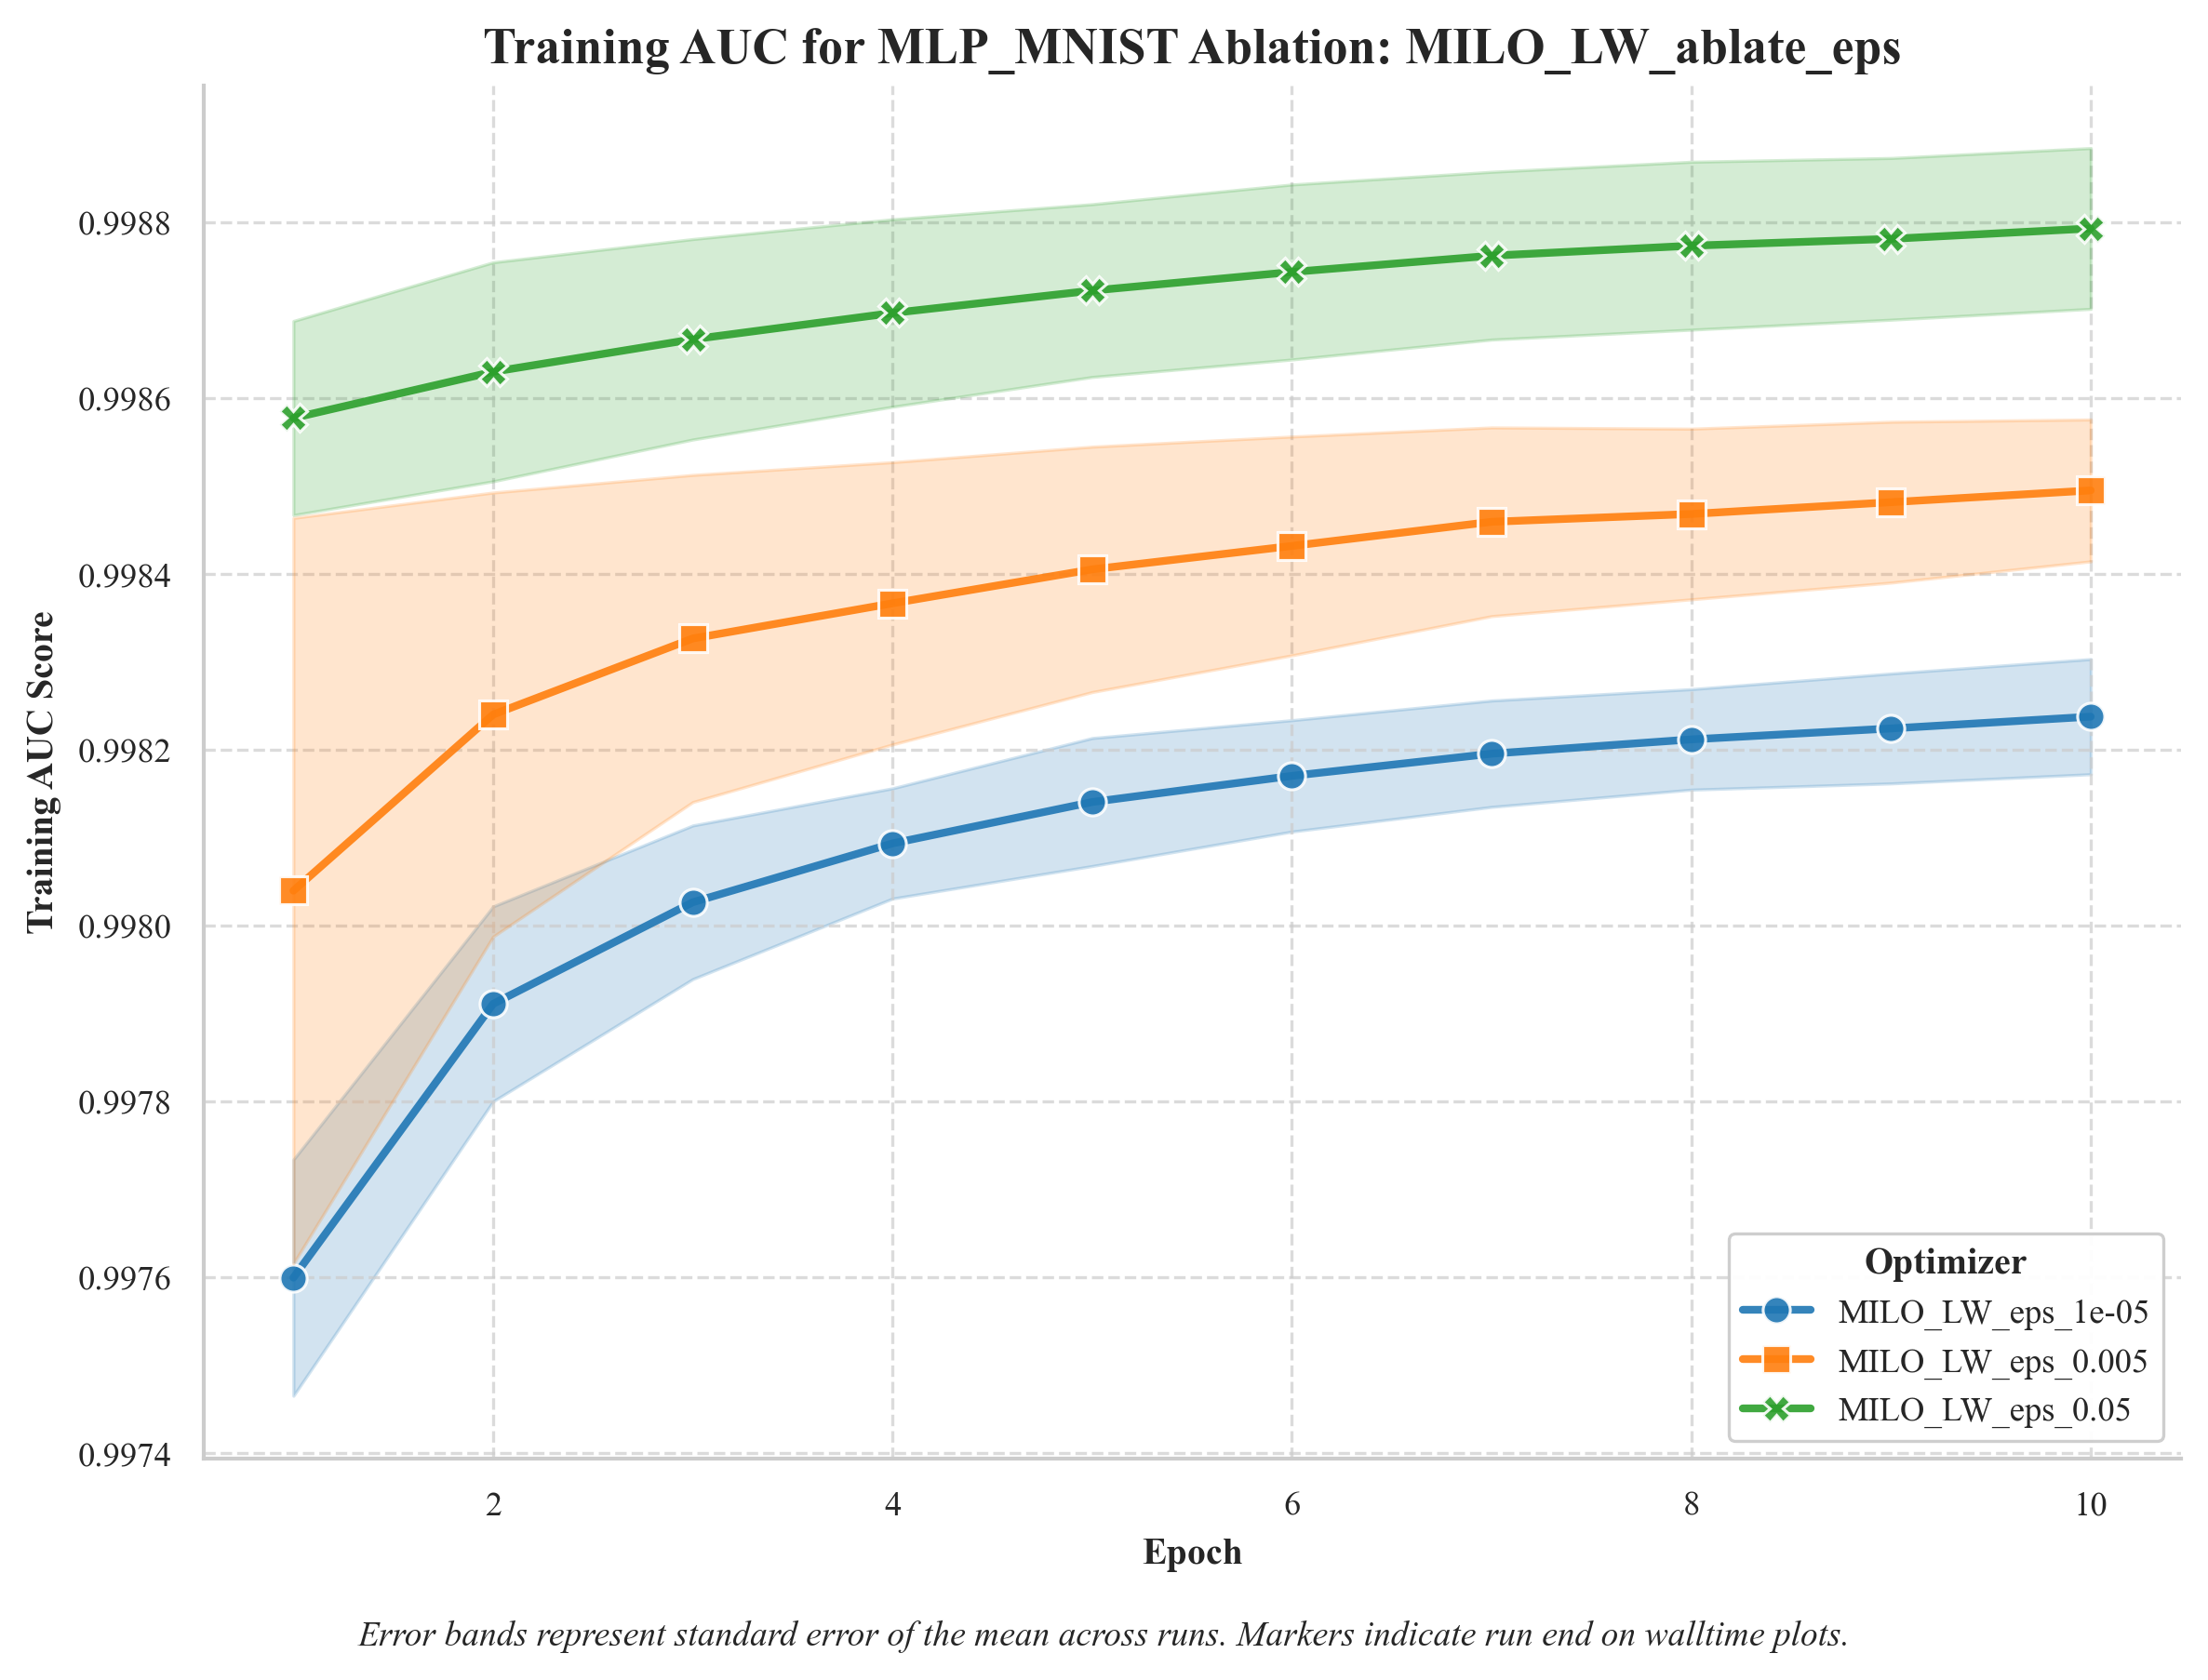 Training AUC for MLP_MNIST Ablation: MILO_LW_ablate_eps
0.9988
0.9986
0.9984
0.9982
0.9980
0.9978
0.9976
0.9974
Training AUC Score
2
4
6
8
10
Epoch
Optimizer
MILO_LW_eps_1e-05
MILO_LW_eps_0.005
MILO_LW_eps_0.05
Error bands represent standard error of the mean across runs. Markers indicate run end on walltime plots.